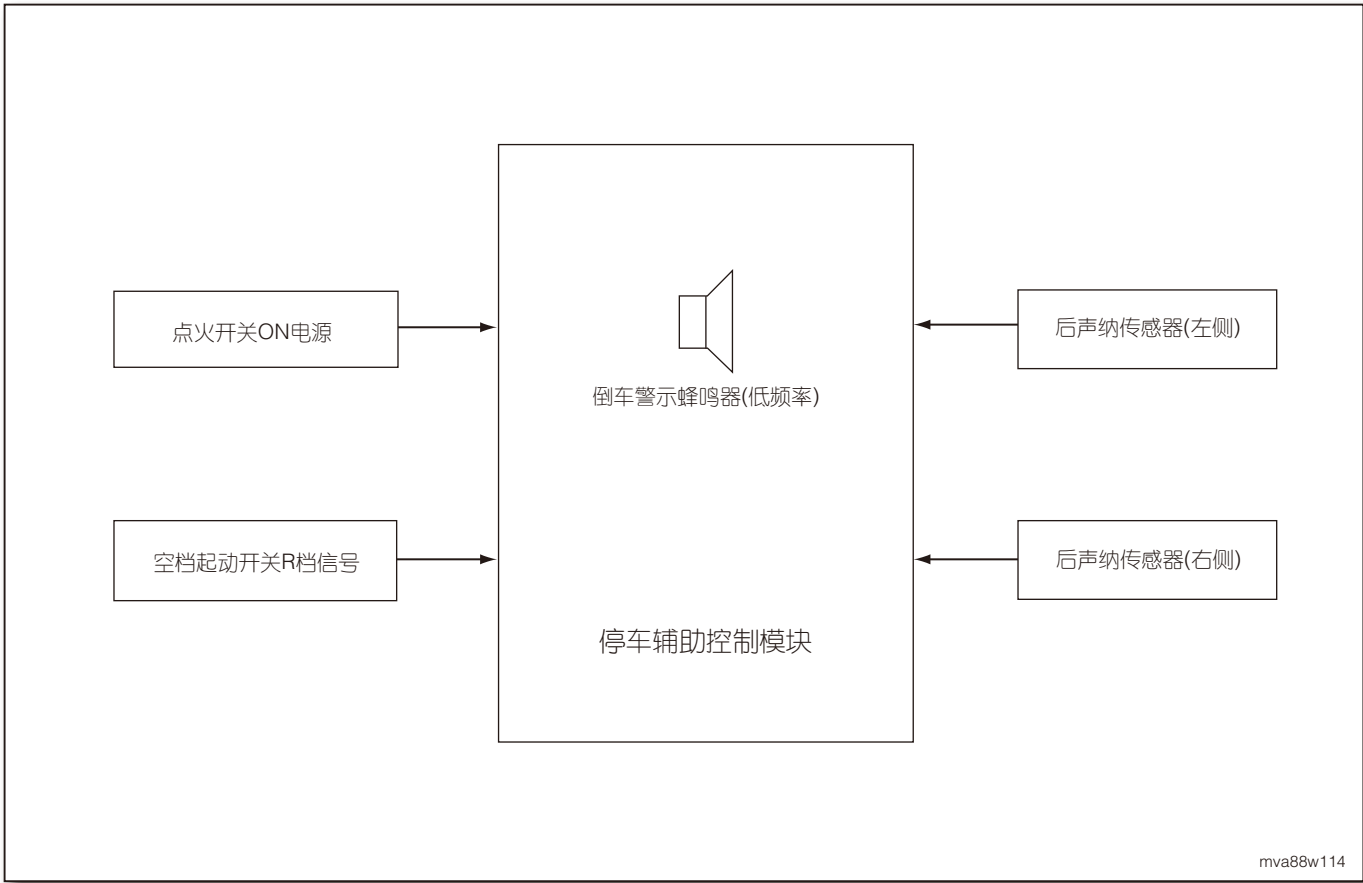 点火开关ON电源
后声纳传感器(左侧)
倒车警示蜂鸣器(低频率)
空档起动开关R档信号
后声纳传感器(右侧)
停车辅助控制模块
mva88w114